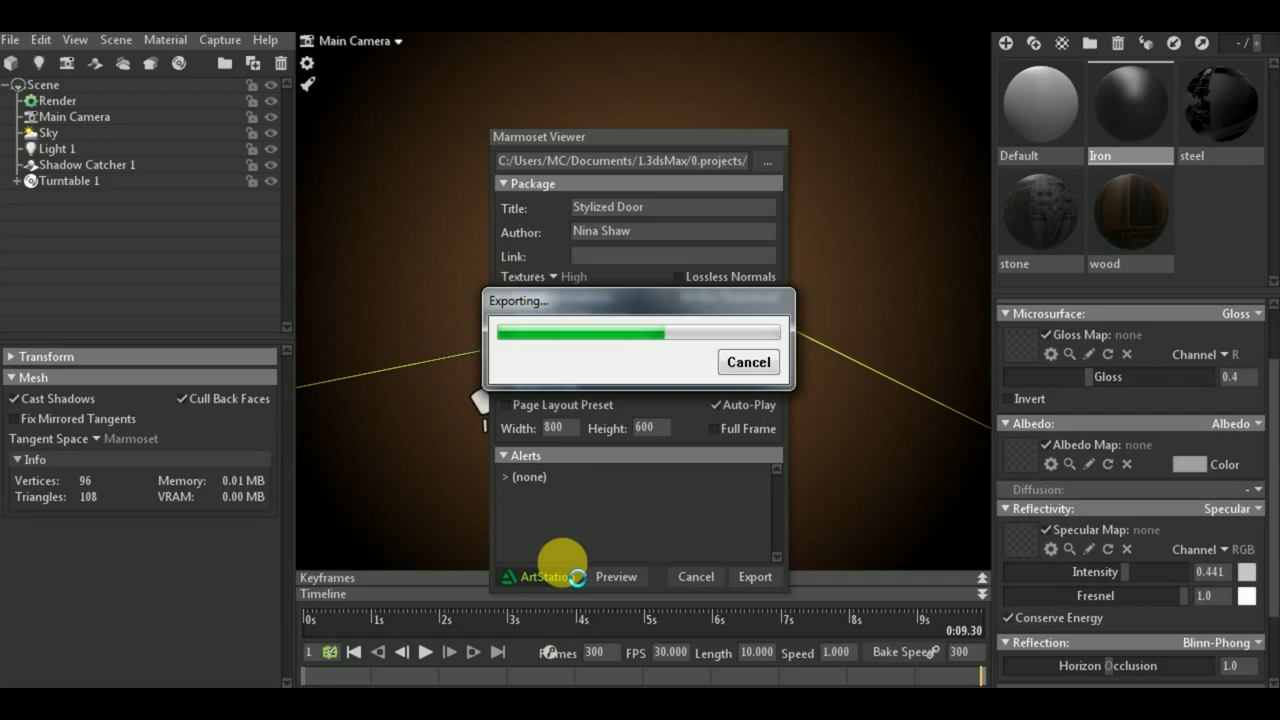 File Edit View Scene Material Capture Help
Scene
Render
Main Camera
Sky
Light 1
Shadow Catcher 1
Turntable 1
Transform
Mesh
Cast Shadows Cull Back Faces
Fix Mirrored Tangents
Tangent Space Marmoset
Info
Vertices: 96 Memory: 0.01 MB
Triangles: 108 VRAM: 0.00 MB
Main Camera
Marmoset Viewer
C:/Users/MC/Documents/1.3dsMax/0.projects/ ...
Package
Title: Stylized Door
Author: Nina Shaw
Link:
Textures High Lossless Normals
Exporting...
Cancel
Page Layout Preset Auto-Play
Width: 800 Height: 600 Full Frame
Alerts
> (none)
Preview Cancel Export
Keyframes
Timeline
0s 1s 2s 3s 4s 5s 6s 7s 8s 9s
0:09.30
1 300 FPS 30.000 Length 10.000 Speed 1.000 Bake Speed 300
- /
Default Iron steel
stone wood
Microsurface: Gloss
Gloss Map: none
Channel R
Gloss 0.4
Invert
Albedo: Albedo
Albedo Map: none
Color
Diffusion: -
Reflectivity: Specular
Specular Map: none
Channel RGB
Intensity 0.441
Fresnel 1.0
Conserve Energy
Reflection: Blinn-Phong
Horizon Occlusion 1.0